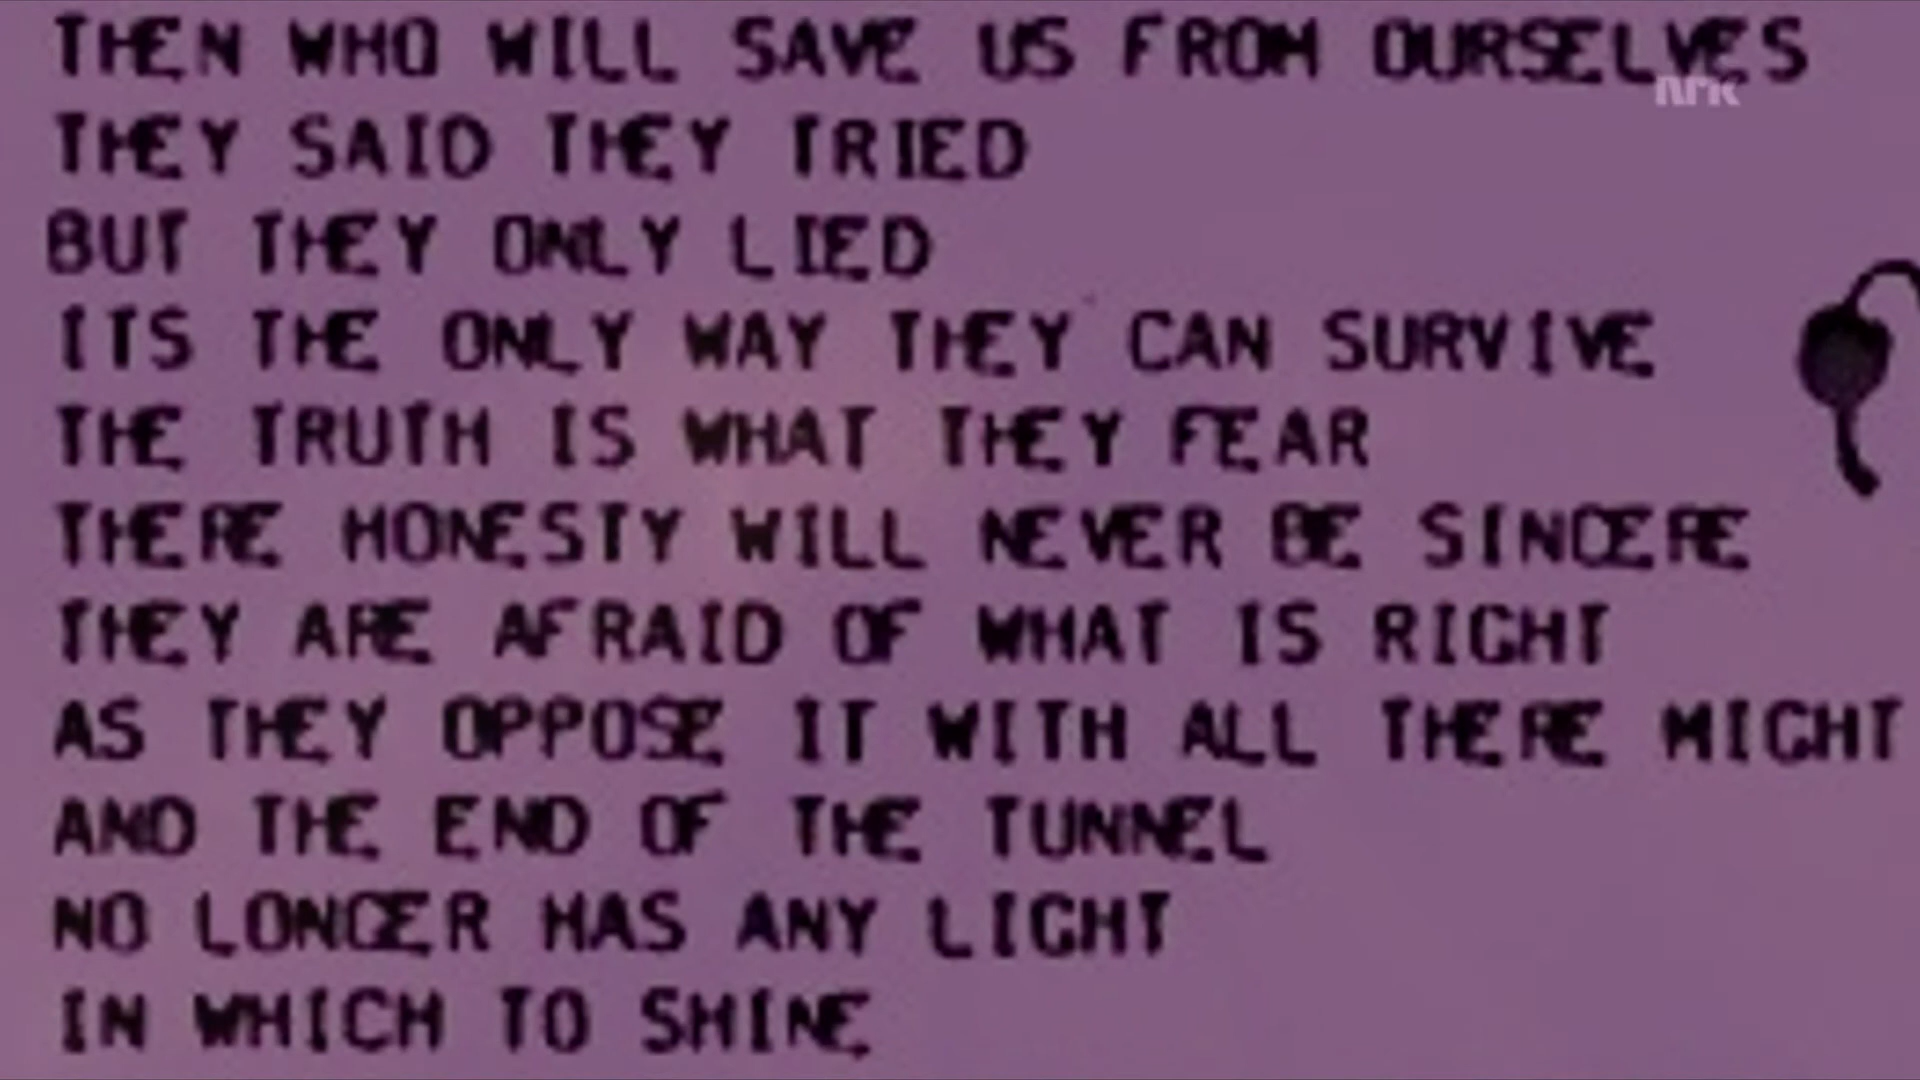 THEN WHO WILL SAVE US FROM OURSELVES
nrk
THEY SAID THEY TRIED
BUT THEY ONLY LIED
ITS THE ONLY WAY THEY CAN SURVIVE
THE TRUTH IS WHAT THEY FEAR
THERE HONESTY WILL NEVER BE SINCERE
THEY ARE AFRAID OF WHAT IS RIGHT
AS THEY OPPOSE IT WITH ALL THERE MIGHT
AND THE END OF THE TUNNEL
NO LONGER HAS ANY LIGHT
IN WHICH TO SHINE